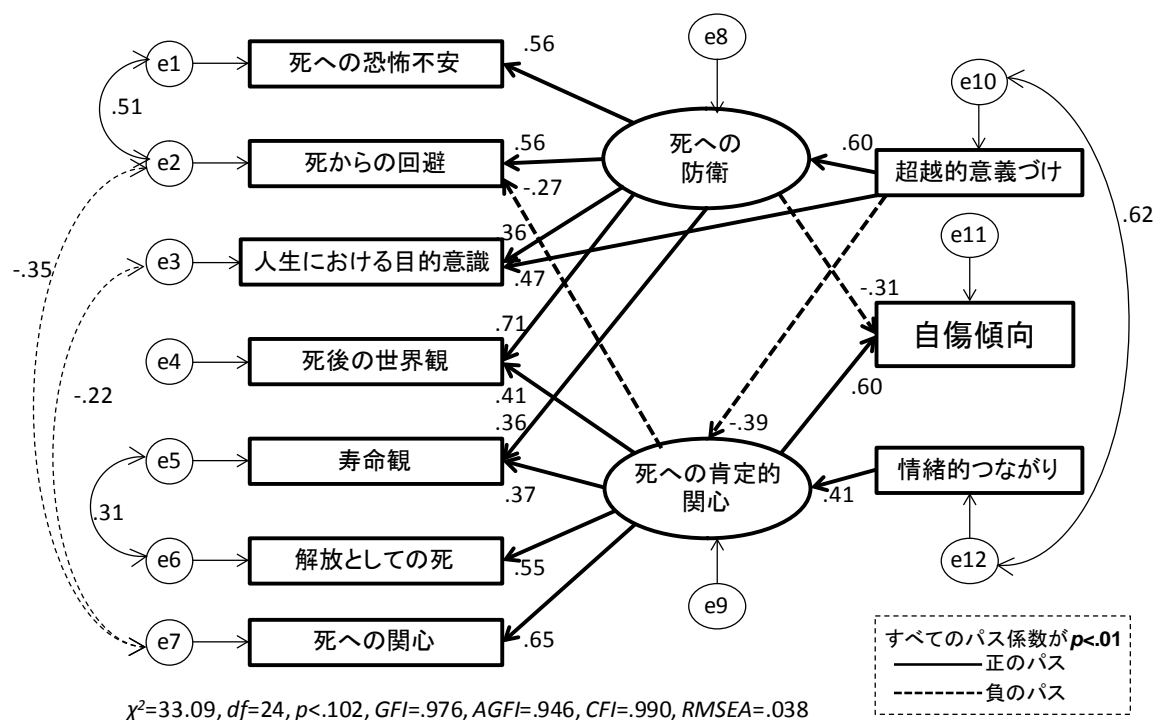 e1
死への恐怖不安
.56
e8
e10
.51
e2
死からの回避
.56
-.27
死への
防衛
.60
超越的意義づけ
.62
e11
-.35
e3
人生における目的意識
.36
.47
-.31
自傷傾向
e4
死後の世界観
.71
.41
.60
-.22
-.39
e5
寿命観
.36
.37
死への肯定的
関心
.41
情緒的つながり
.31
e6
解放としての死
.55
e12
e9
e7
死への関心
.65
すべてのパス係数がp<.01
正のパス
負のパス
χ²=33.09, df=24, p<.102, GFI=.976, AGFI=.946, CFI=.990, RMSEA=.038